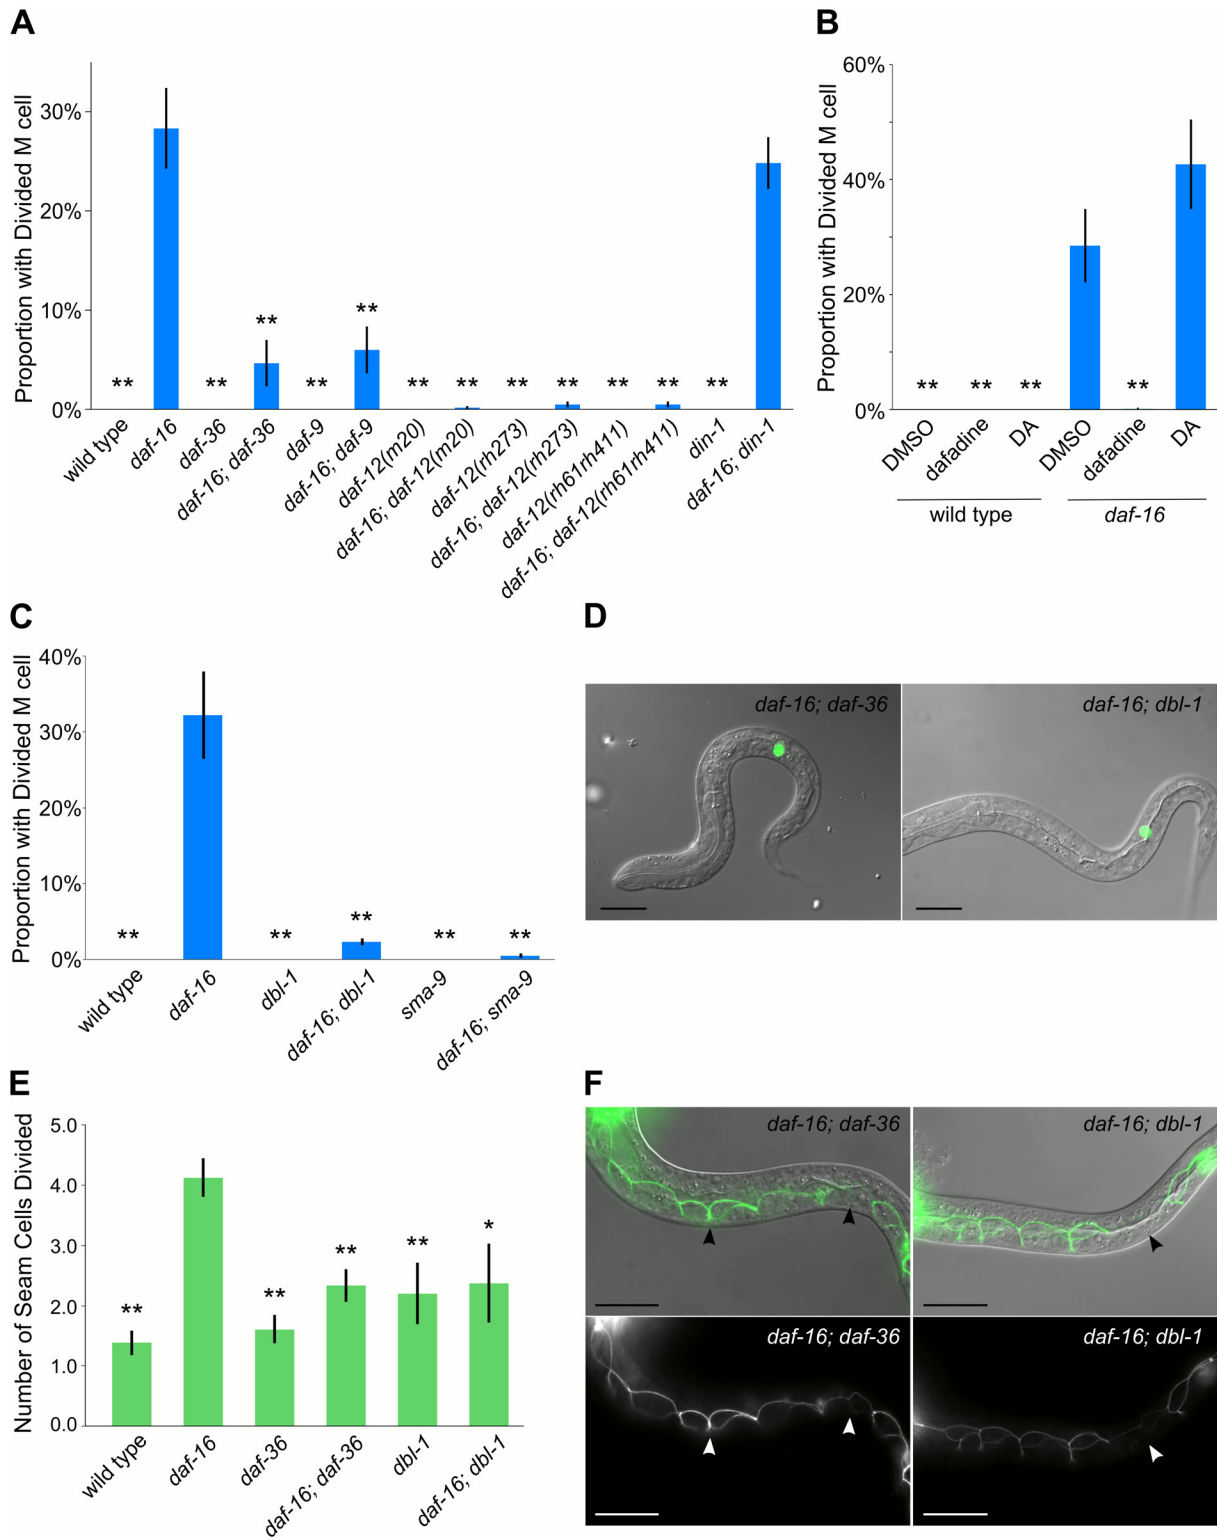 A
Proportion with Divided M cell
30%
20%
10%
0%
** ** ** ** ** ** ** ** ** ** ** **
wild type
daf-16
daf-36
daf-16; daf-36
daf-9
daf-16; daf-9
daf-12(m20)
daf-16; daf-12(m20)
daf-12(rh273)
daf-16; daf-12(rh273)
daf-12(rh61rh411)
daf-16; daf-12(rh61rh411)
din-1
daf-16; din-1
B
Proportion with Divided M cell
60%
40%
20%
0%
** ** ** **
DMSO
dafadine
DA
DMSO
dafadine
DA
wild type
daf-16
C
Proportion with Divided M cell
40%
30%
20%
10%
0%
** ** ** ** **
wild type
daf-16
dbl-1
daf-16; dbl-1
sma-9
daf-16; sma-9
D
daf-16; daf-36
daf-16; dbl-1
E
Number of Seam Cells Divided
5.0
4.0
3.0
2.0
1.0
0.0
** ** ** ** *
wild type
daf-16
daf-36
daf-16; daf-36
dbl-1
daf-16; dbl-1
F
daf-16; daf-36
daf-16; dbl-1
daf-16; daf-36
daf-16; dbl-1